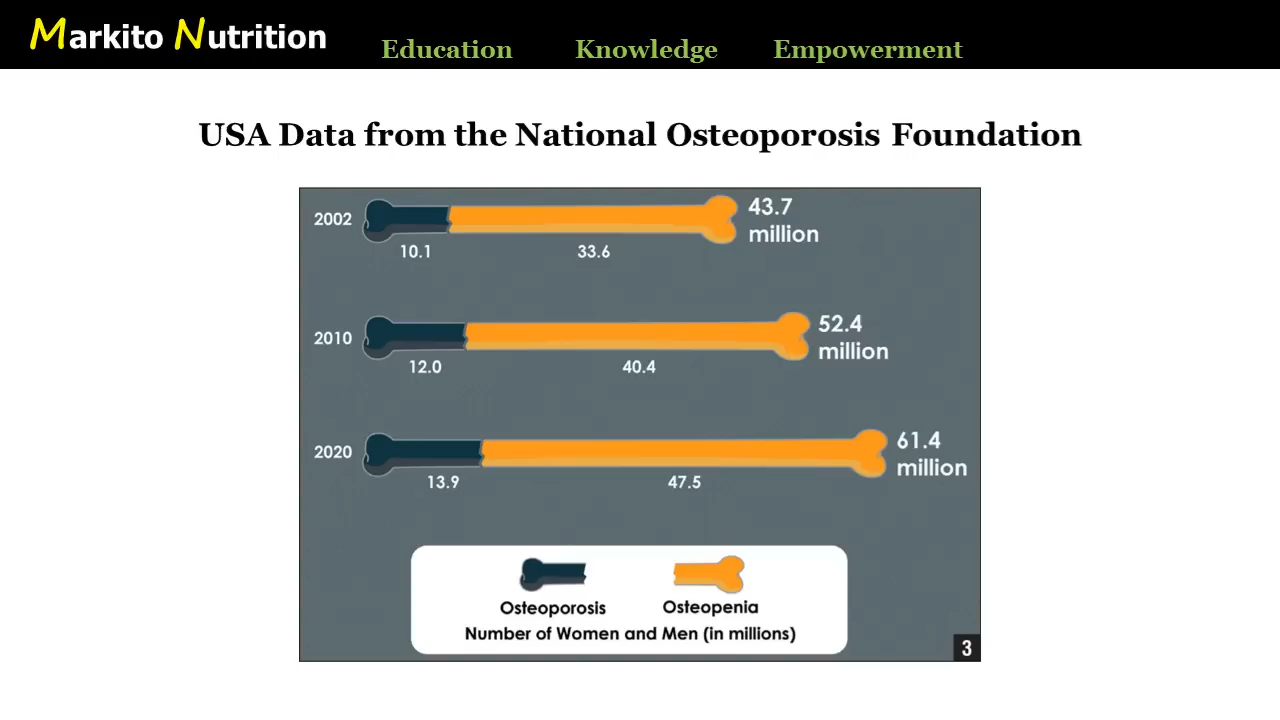 Markito Nutrition
Education Knowledge Empowerment
USA Data from the National Osteoporosis Foundation
2002
43.7
million
10.1
33.6
2010
52.4
million
12.0
40.4
2020
61.4
million
13.9
47.5
Osteoporosis
Osteopenia
Number of Women and Men (in millions)
3